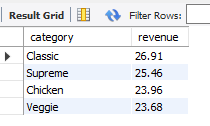 Result Grid Filter Rows:
category revenue
Classic 26.91
Supreme 25.46
Chicken 23.96
Veggie 23.68